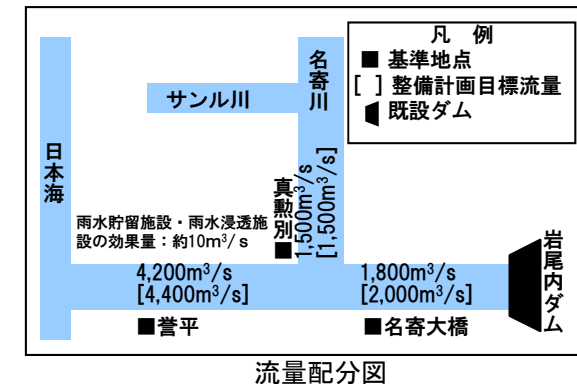 凡 例
■ 基準地点
[ ] 整備計画目標流量
既設ダム
名寄川
サンル川
日本海
真勲別■
1,500m³/s
[1,500m³/s]
雨水貯留施設・雨水浸透施
設の効果量：約10m³/s
4,200m³/s
[4,400m³/s]
■誉平
1,800m³/s
[2,000m³/s]
■名寄大橋
岩尾内ダム
流量配分図